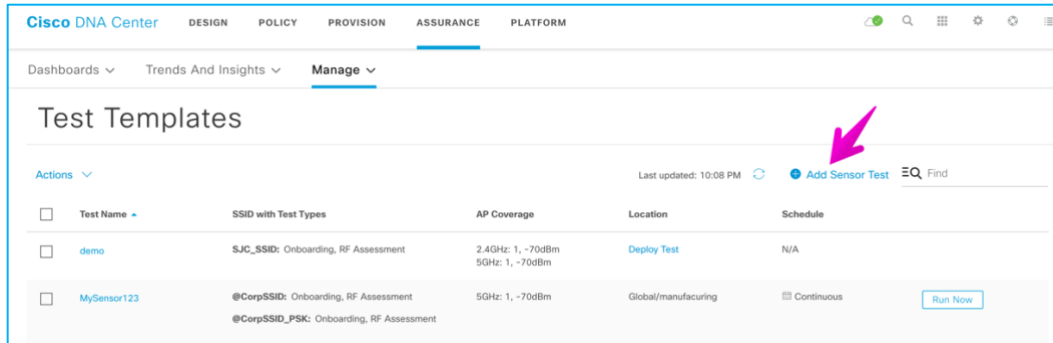 Cisco DNA Center DESIGN POLICY PROVISION ASSURANCE PLATFORM
Dashboards Trends And Insights Manage
Test Templates
Actions Last updated: 10:08 PM Add Sensor Test Find
Test Name SSID with Test Types AP Coverage Location Schedule
demo SJC_SSID: Onboarding, RF Assessment 2.4GHz: 1, -70dBm Deploy Test N/A
5GHz: 1, -70dBm
MySensor123 @CorpSSID: Onboarding, RF Assessment 5GHz: 1, -70dBm Global/manufacuring Continuous Run Now
@CorpSSID_PSK: Onboarding, RF Assessment